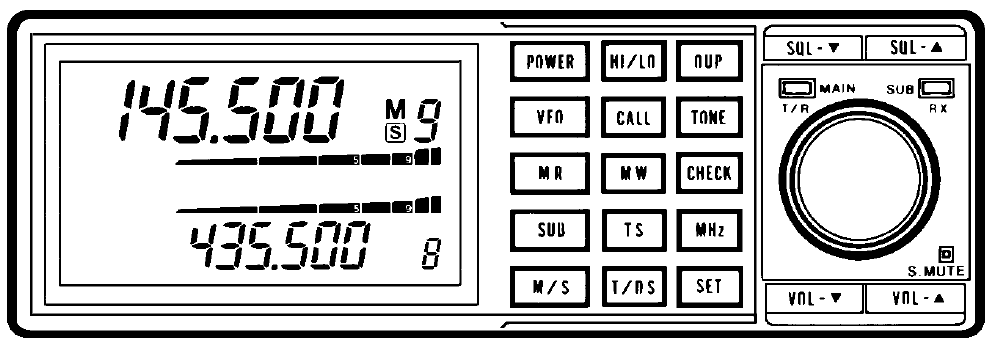 145.500 M 9
S
5 9
5 9
435.500 8
POWER HI/LO DUP
VFO CALL TONE
MR MW CHECK
SUB TS MHz
M/S T/DS SET
SQL-▼ SQL-▲
MAIN SUB
T/R RX
D
S.MUTE
VOL-▼ VOL-▲